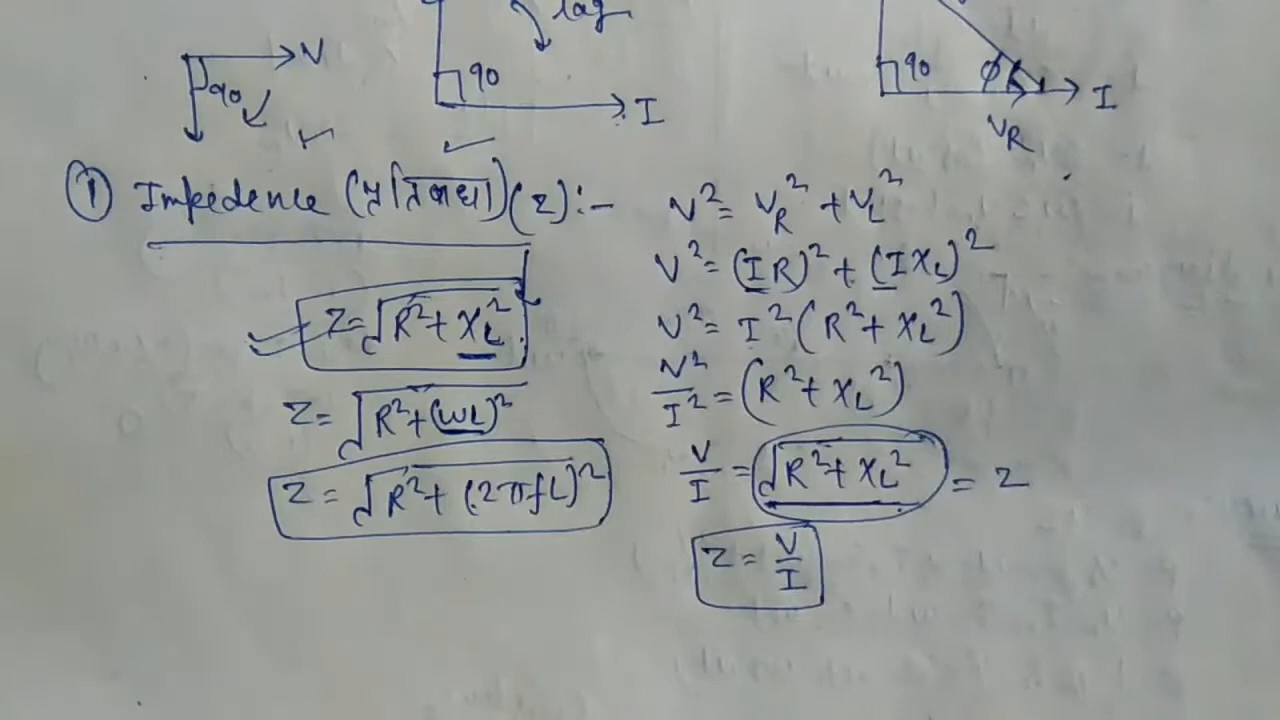 lag
V
90
90
I
90
φ
I
VR
① Impedence (प्रतिबाधा) (Z):-
Z=√R²+XL²
Z=√R²+(WL)²
Z=√R²+(2πfL)²
V²= VR²+VL²
V²=(IR)²+(IXL)²
V²= I²(R²+XL²)
V²/I²=(R²+XL²)
V/I=√R²+XL² = Z
Z=V/I